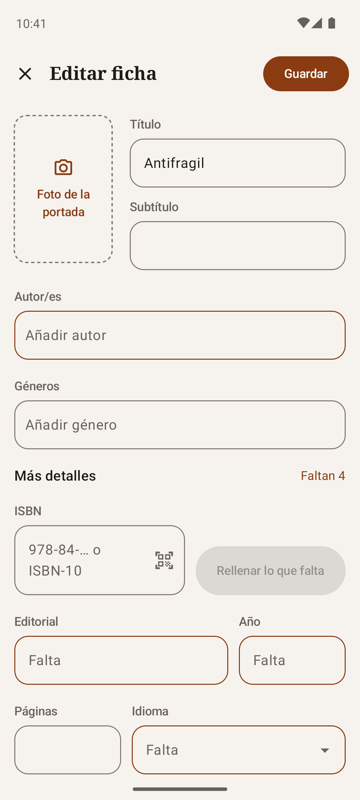 10:41
Editar ficha
Guardar
Foto de la
portada
Título
Antifragil
Subtítulo
Autor/es
Añadir autor
Géneros
Añadir género
Más detalles
Faltan 4
ISBN
978-84-… o
ISBN-10
Rellenar lo que falta
Editorial
Año
Falta
Falta
Páginas
Idioma
Falta